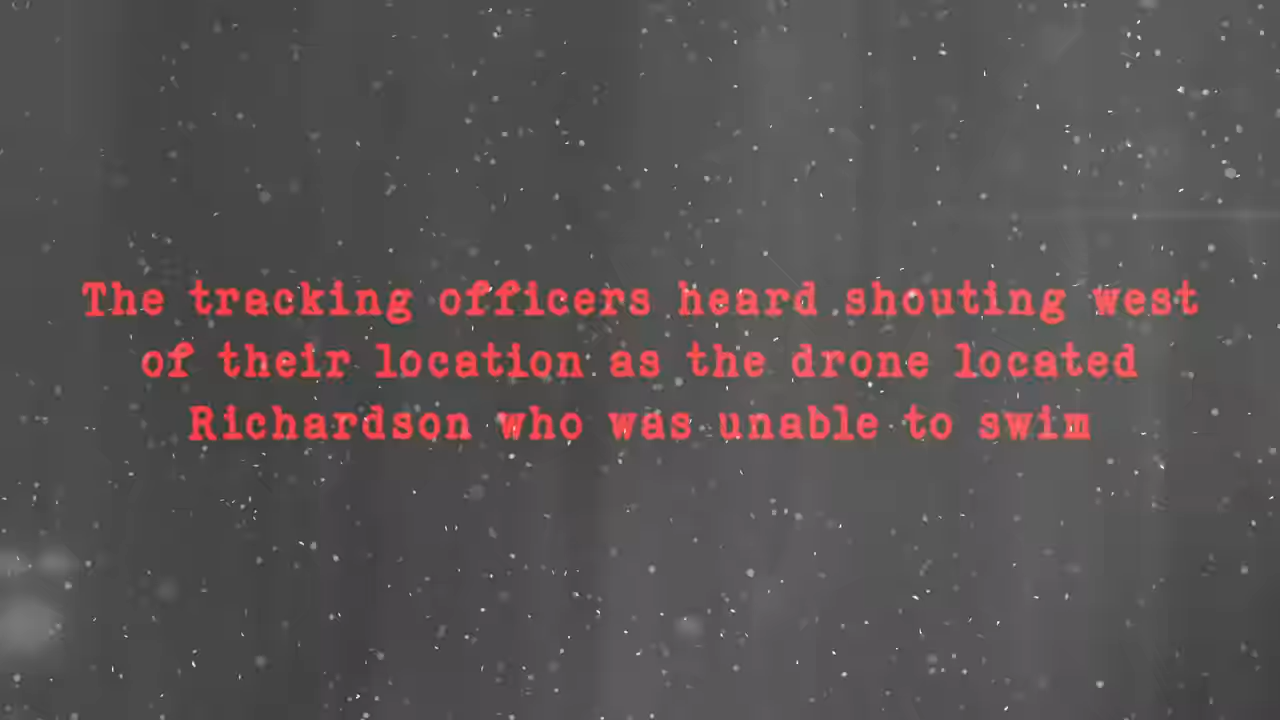 The tracking officers heard shouting west
of their location as the drone located
Richardson who was unable to swim